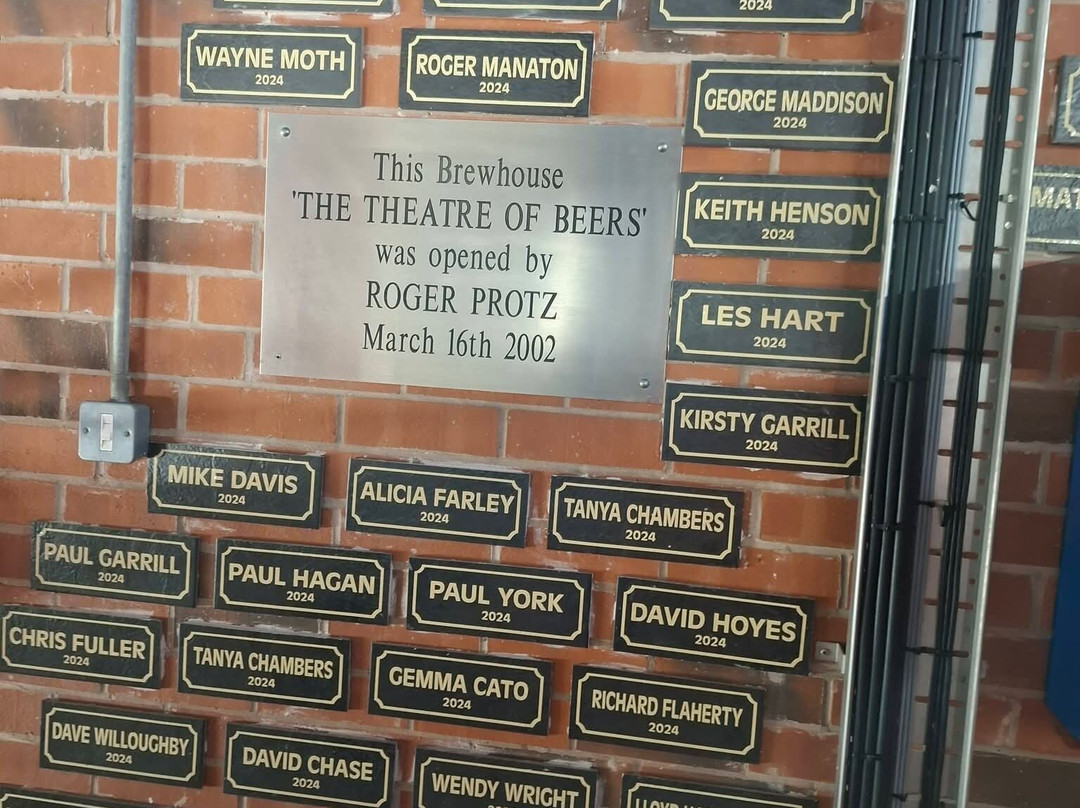 2024
WAYNE MOTH
2024
ROGER MANATON
2024
GEORGE MADDISON
2024
This Brewhouse
'THE THEATRE OF BEERS'
was opened by
ROGER PROTZ
March 16th 2002
KEITH HENSON
2024
LES HART
2024
KIRSTY GARRILL
2024
MIKE DAVIS
2024
ALICIA FARLEY
2024
TANYA CHAMBERS
2024
PAUL GARRILL
2024
PAUL HAGAN
2024
PAUL YORK
2024
DAVID HOYES
2024
CHRIS FULLER
2024
TANYA CHAMBERS
2024
GEMMA CATO
2024
RICHARD FLAHERTY
2024
DAVE WILLOUGHBY
2024
DAVID CHASE
2024
WENDY WRIGHT
LLOYD